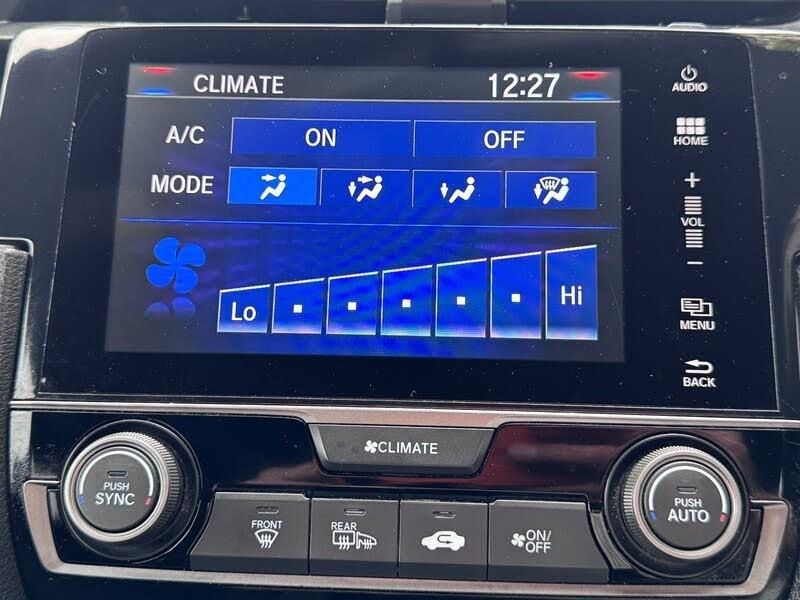 CLIMATE 12:27
A/C ON OFF
MODE
Lo Hi
AUDIO
HOME
+
VOL
−
MENU
BACK
CLIMATE
PUSH
SYNC
FRONT
REAR
ON/
OFF
PUSH
AUTO